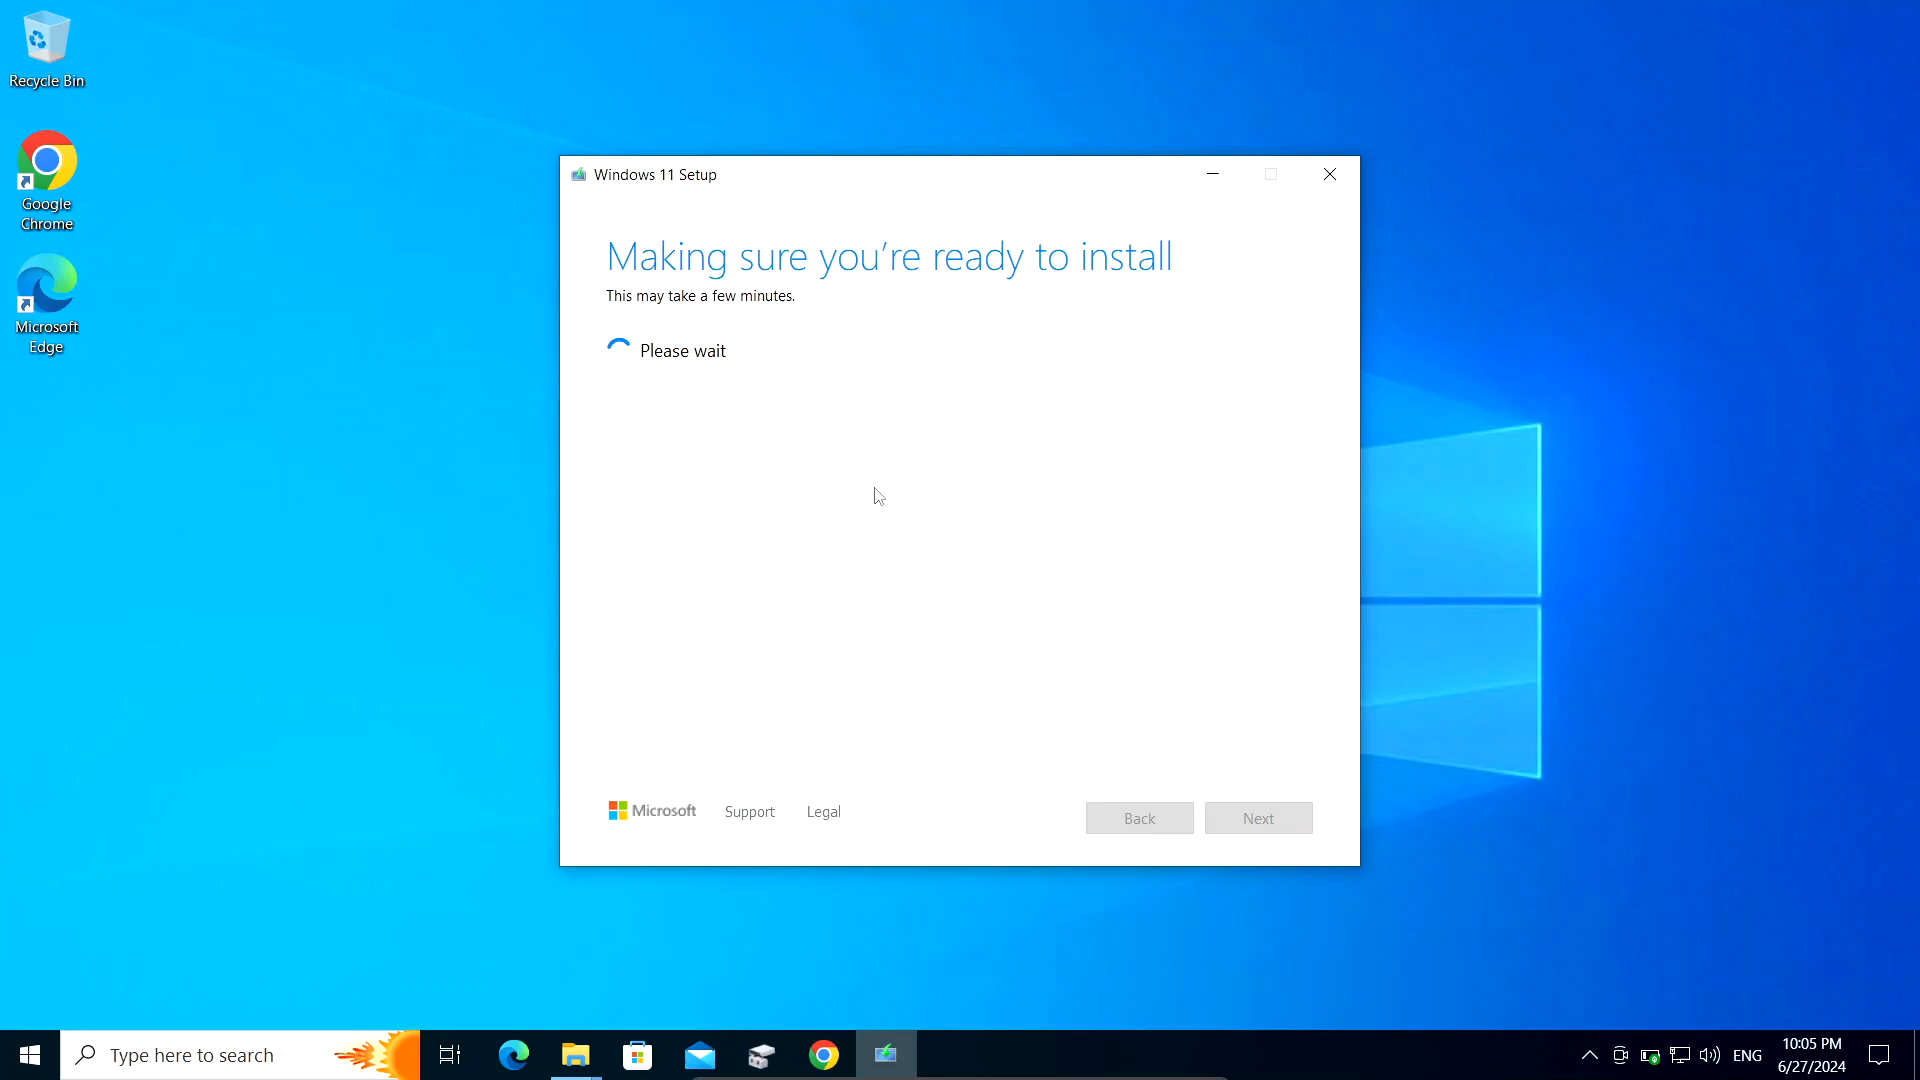 Recycle Bin
Google
Chrome
Microsoft
Edge
Windows 11 Setup
Making sure you're ready to install
This may take a few minutes.
Please wait
Microsoft
Support
Legal
Back
Next
Type here to search
ENG
10:05 PM
6/27/2024